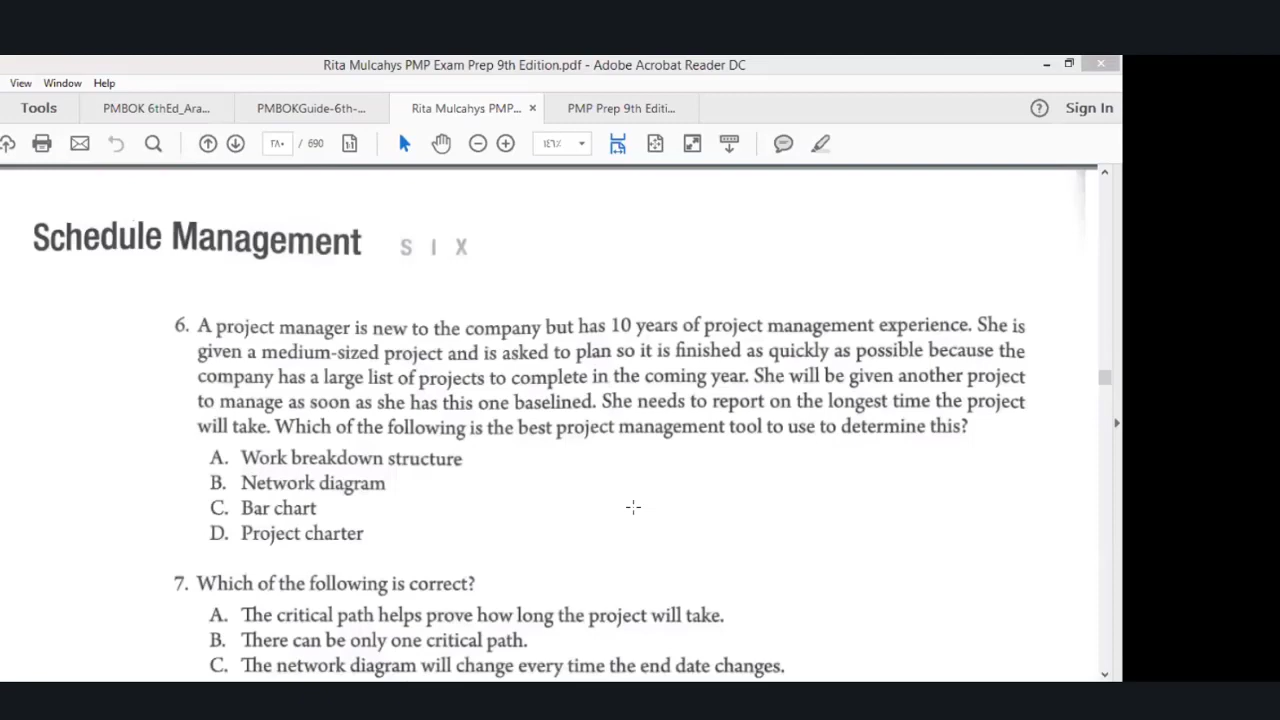 Rita Mulcahys PMP Exam Prep 9th Edition.pdf - Adobe Acrobat Reader DC
View Window Help
Tools PMBOK 6thEd_Ara... PMBOKGuide-6th-... Rita Mulcahys PMP... × PMP Prep 9th Editi... ? Sign In
٢٨٠ / 690 ١٤٦٪
Schedule Management SIX
6. A project manager is new to the company but has 10 years of project management experience. She is
given a medium-sized project and is asked to plan so it is finished as quickly as possible because the
company has a large list of projects to complete in the coming year. She will be given another project
to manage as soon as she has this one baselined. She needs to report on the longest time the project
will take. Which of the following is the best project management tool to use to determine this?
A. Work breakdown structure
B. Network diagram
C. Bar chart
D. Project charter
7. Which of the following is correct?
A. The critical path helps prove how long the project will take.
B. There can be only one critical path.
C. The network diagram will change every time the end date changes.